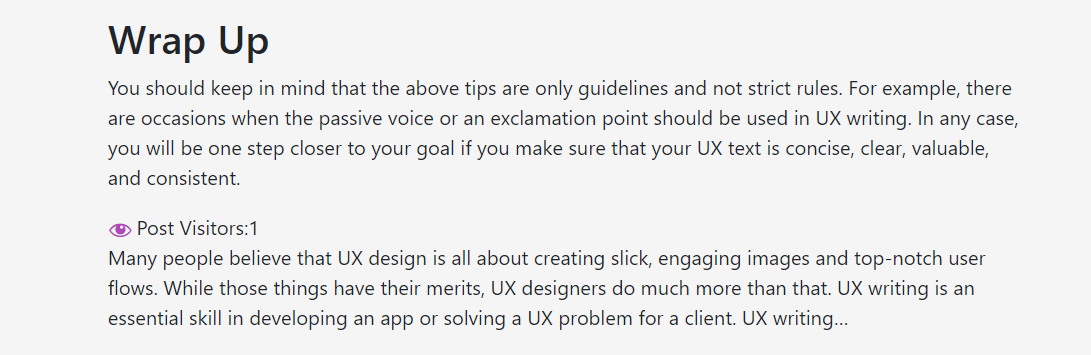 Wrap Up
You should keep in mind that the above tips are only guidelines and not strict rules. For example, there
are occasions when the passive voice or an exclamation point should be used in UX writing. In any case,
you will be one step closer to your goal if you make sure that your UX text is concise, clear, valuable,
and consistent.
Post Visitors:1
Many people believe that UX design is all about creating slick, engaging images and top-notch user
flows. While those things have their merits, UX designers do much more than that. UX writing is an
essential skill in developing an app or solving a UX problem for a client. UX writing...